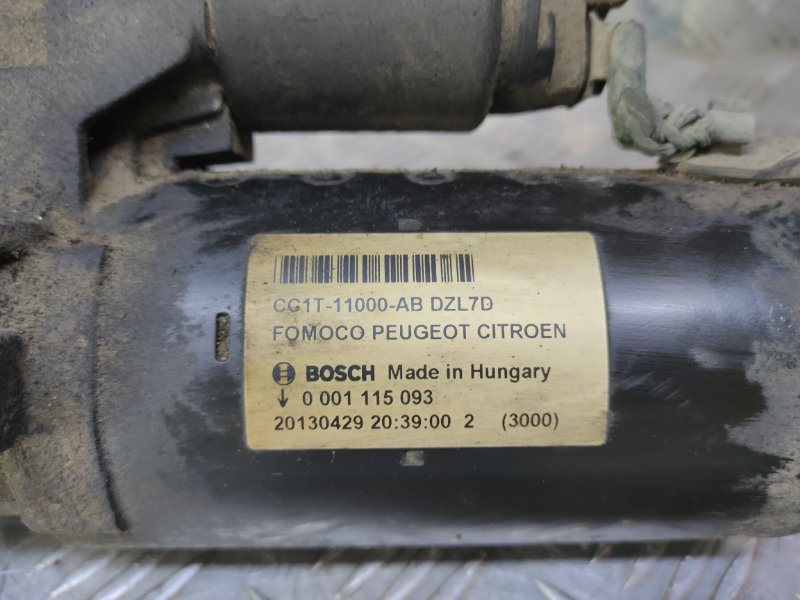 CC1T-11000-AB DZL7D
FOMOCO PEUGEOT CITROEN
BOSCH Made in Hungary
↓ 0 001 115 093
20130429 20:39:00 2 (3000)